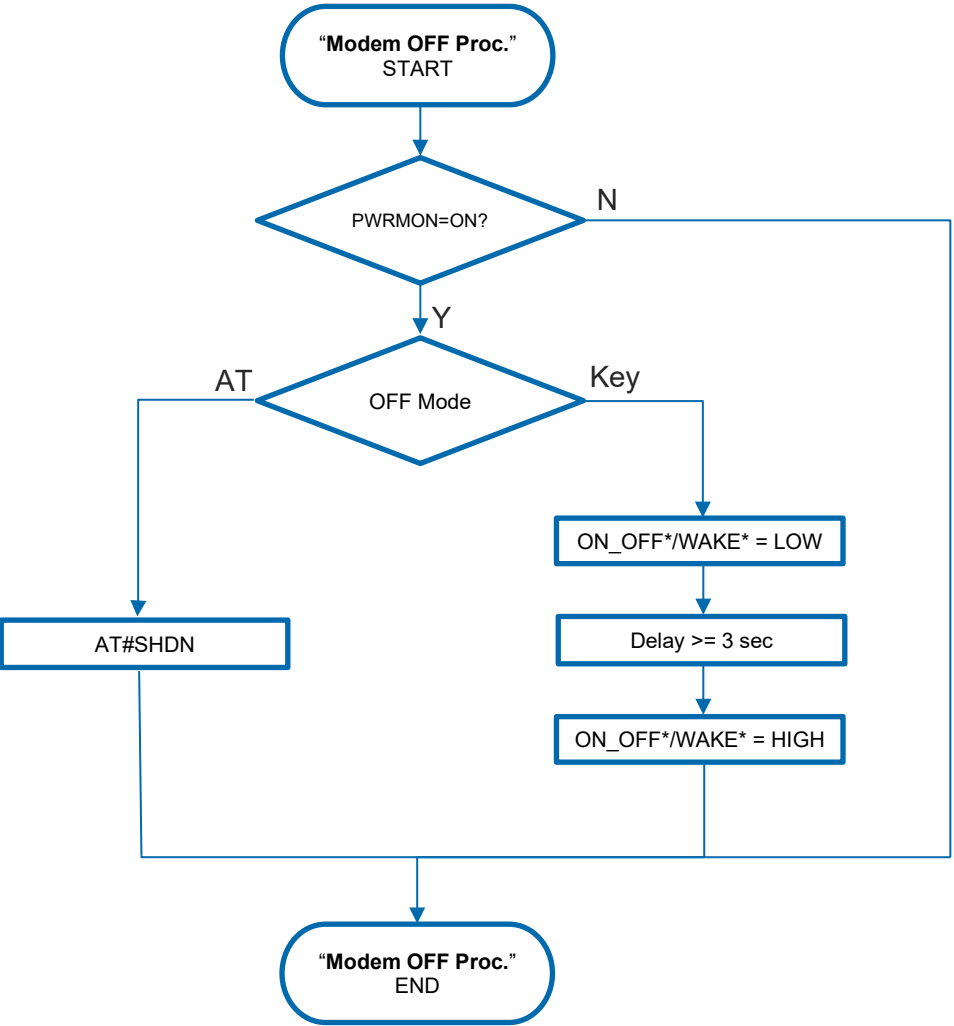 “Modem OFF Proc.”
START
PWRMON=ON?
N
Y
OFF Mode
AT
Key
ON_OFF*/WAKE* = LOW
Delay >= 3 sec
AT#SHDN
ON_OFF*/WAKE* = HIGH
“Modem OFF Proc.”
END